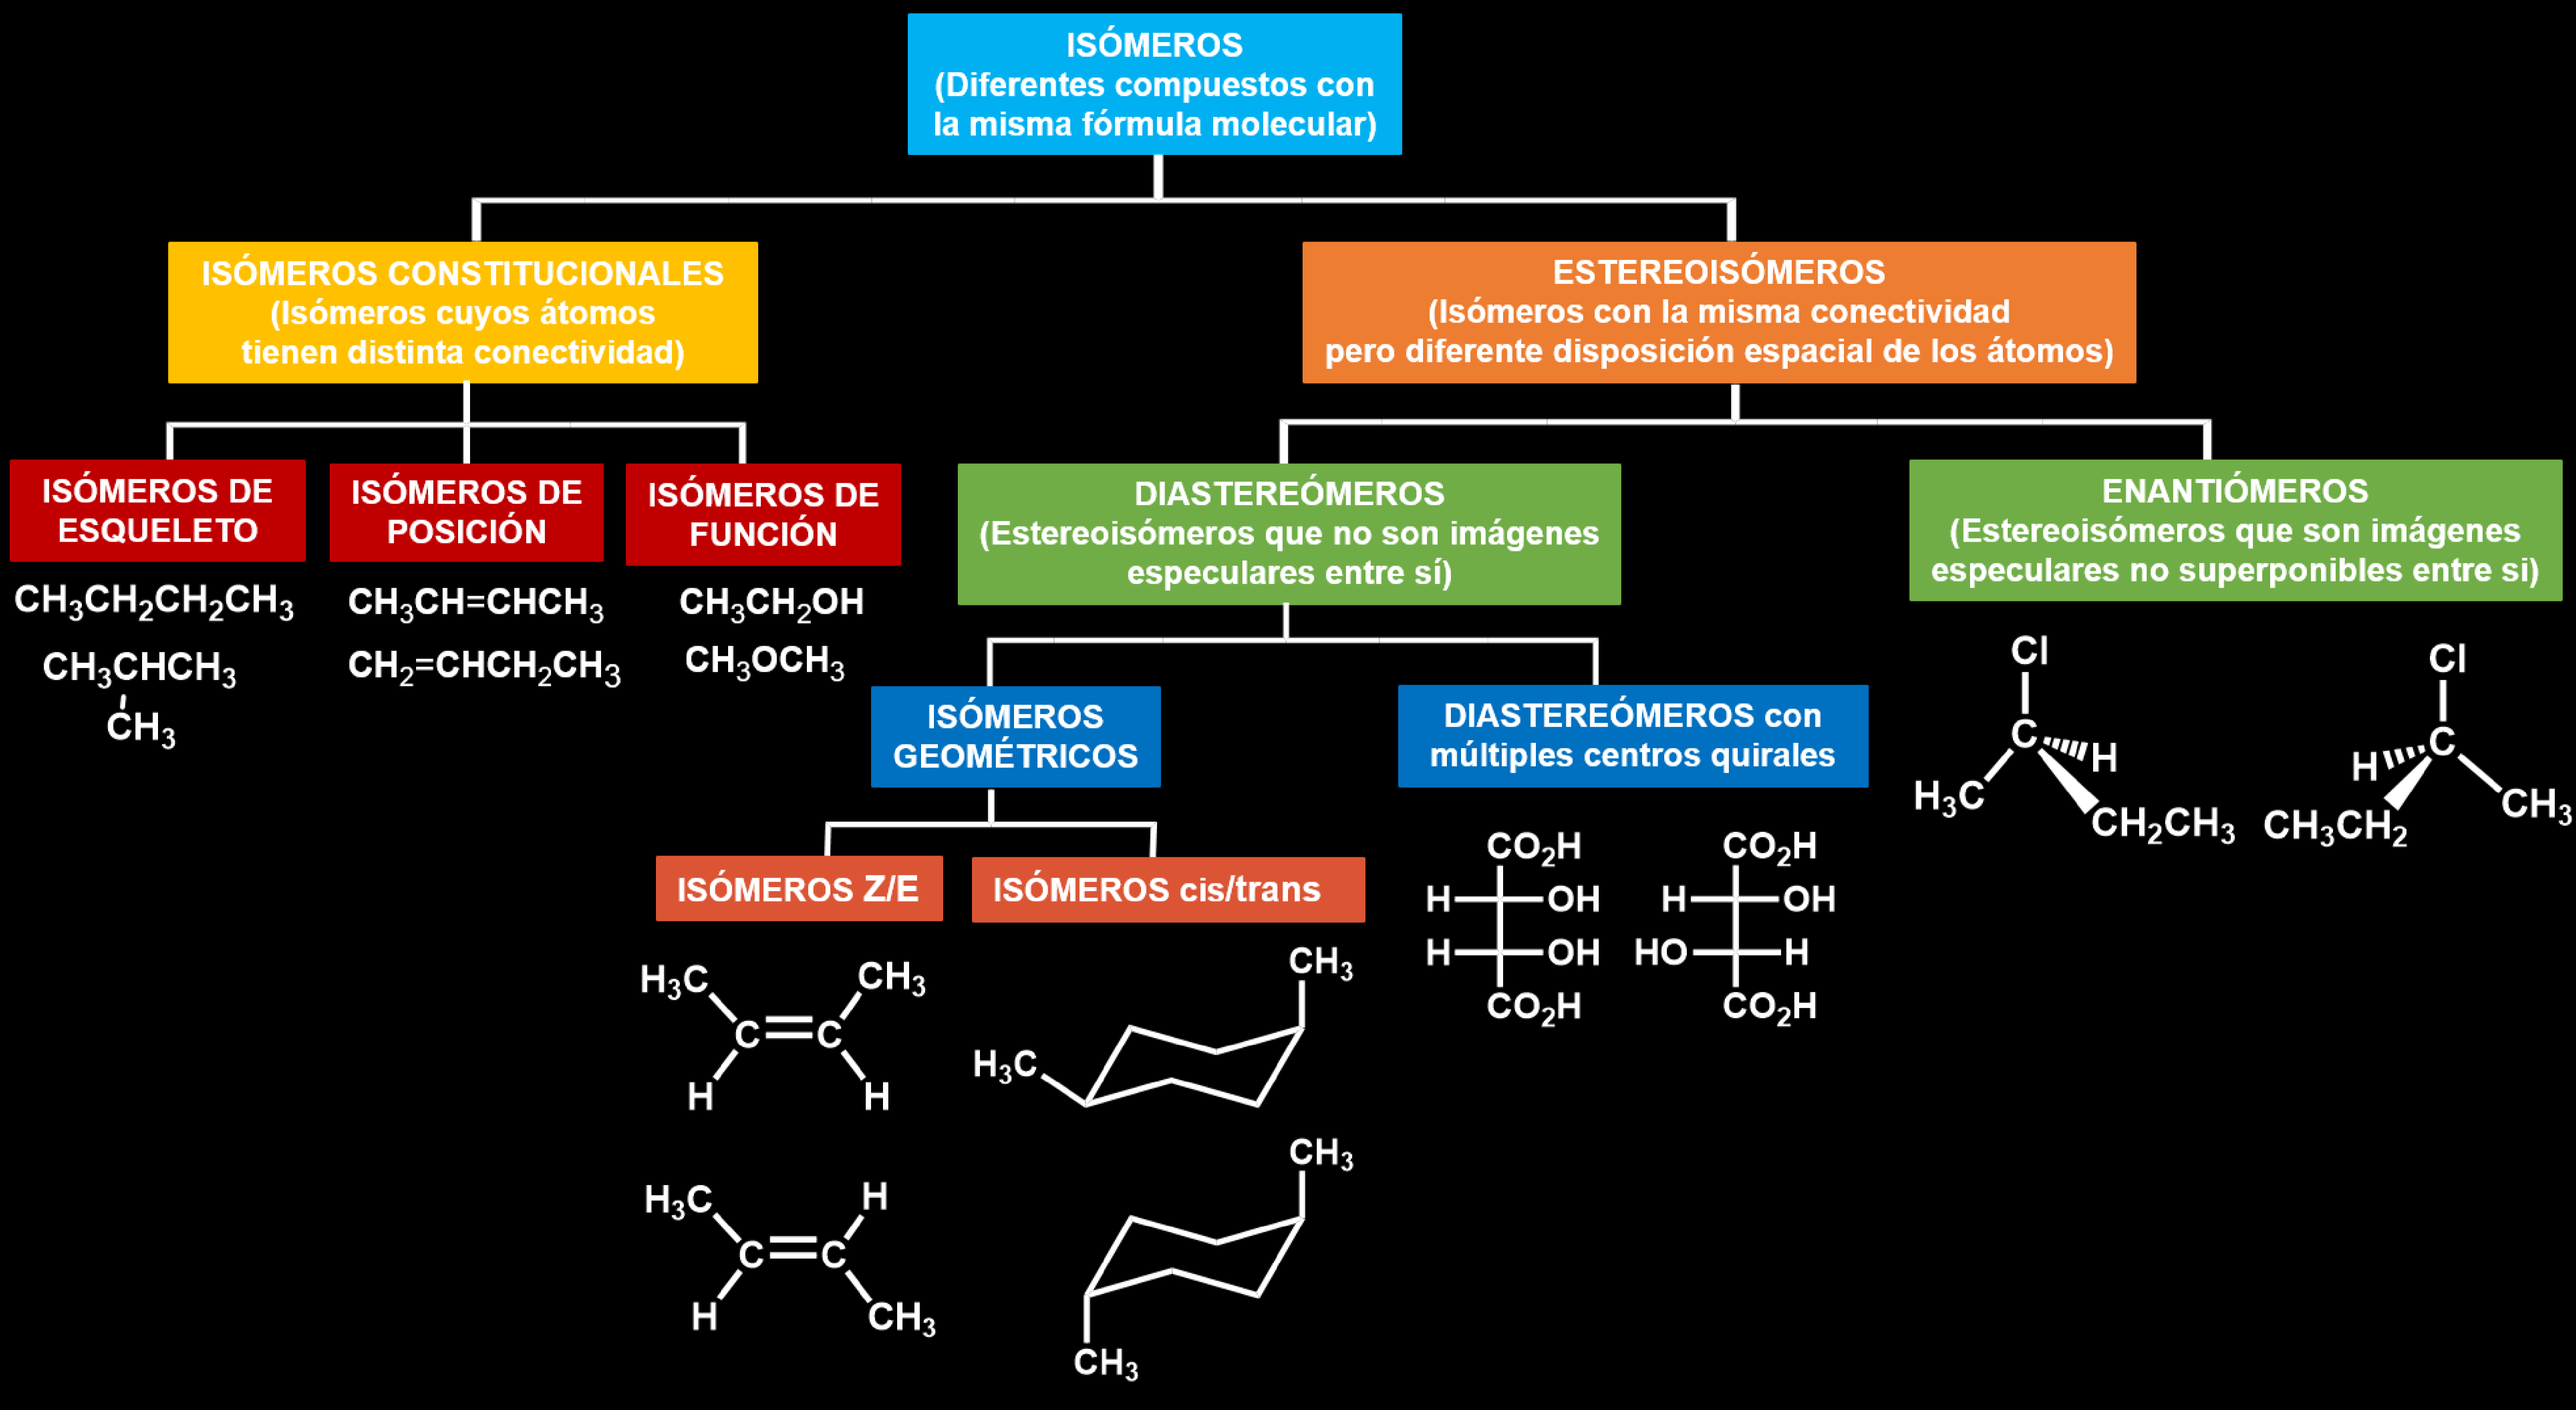 ISÓMEROS
(Diferentes compuestos con
la misma fórmula molecular)
ISÓMEROS CONSTITUCIONALES
(Isómeros cuyos átomos
tienen distinta conectividad)
ESTEREOISÓMEROS
(Isómeros con la misma conectividad
pero diferente disposición espacial de los átomos)
ISÓMEROS DE
ESQUELETO
CH₃CH₂CH₂CH₃
CH₃CHCH₃
CH₃
ISÓMEROS DE
POSICIÓN
CH₃CH=CHCH₃
CH₂=CHCH₂CH₃
ISÓMEROS DE
FUNCIÓN
CH₃CH₂OH
CH₃OCH₃
DIASTEREÓMEROS
(Estereoisómeros que no son imágenes
especulares entre sí)
ENANTIÓMEROS
(Estereoisómeros que son imágenes
especulares no superponibles entre si)
Cl
C
H
H₃C
CH₂CH₃
Cl
C
H
CH₃
CH₃CH₂
ISÓMEROS
GEOMÉTRICOS
DIASTEREÓMEROS con
múltiples centros quirales
CO₂H
H OH
H OH
CO₂H
CO₂H
H OH
HO H
CO₂H
ISÓMEROS Z/E
H₃C CH₃
C C
H H
H₃C H
C C
H CH₃
ISÓMEROS cis/trans
CH₃
H₃C
CH₃
CH₃